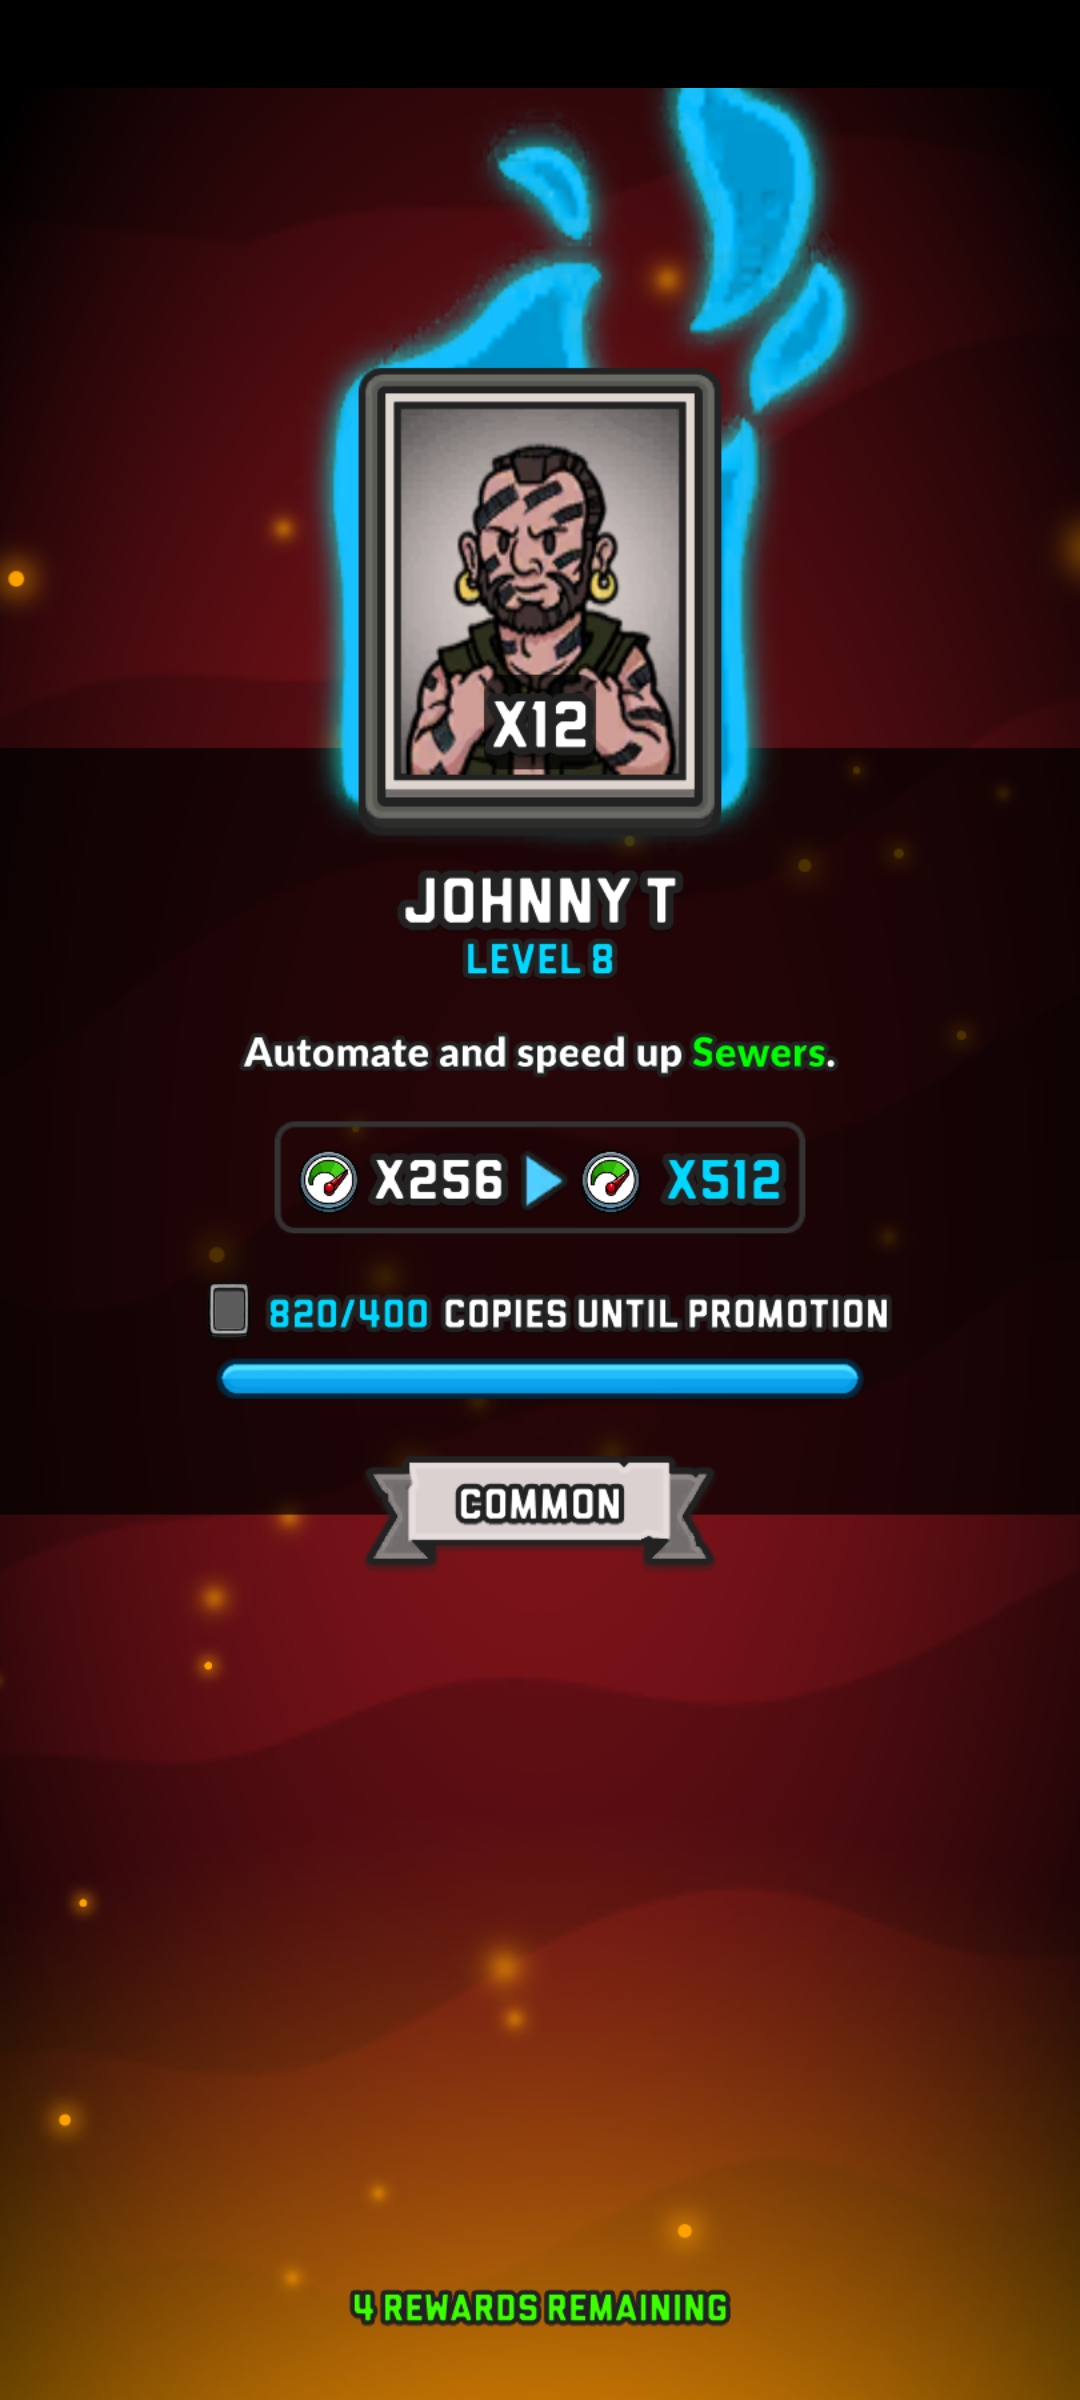 X12
JOHNNY T
LEVEL 8
Automate and speed up Sewers.
X256 X512
820/400 COPIES UNTIL PROMOTION
COMMON
4 REWARDS REMAINING